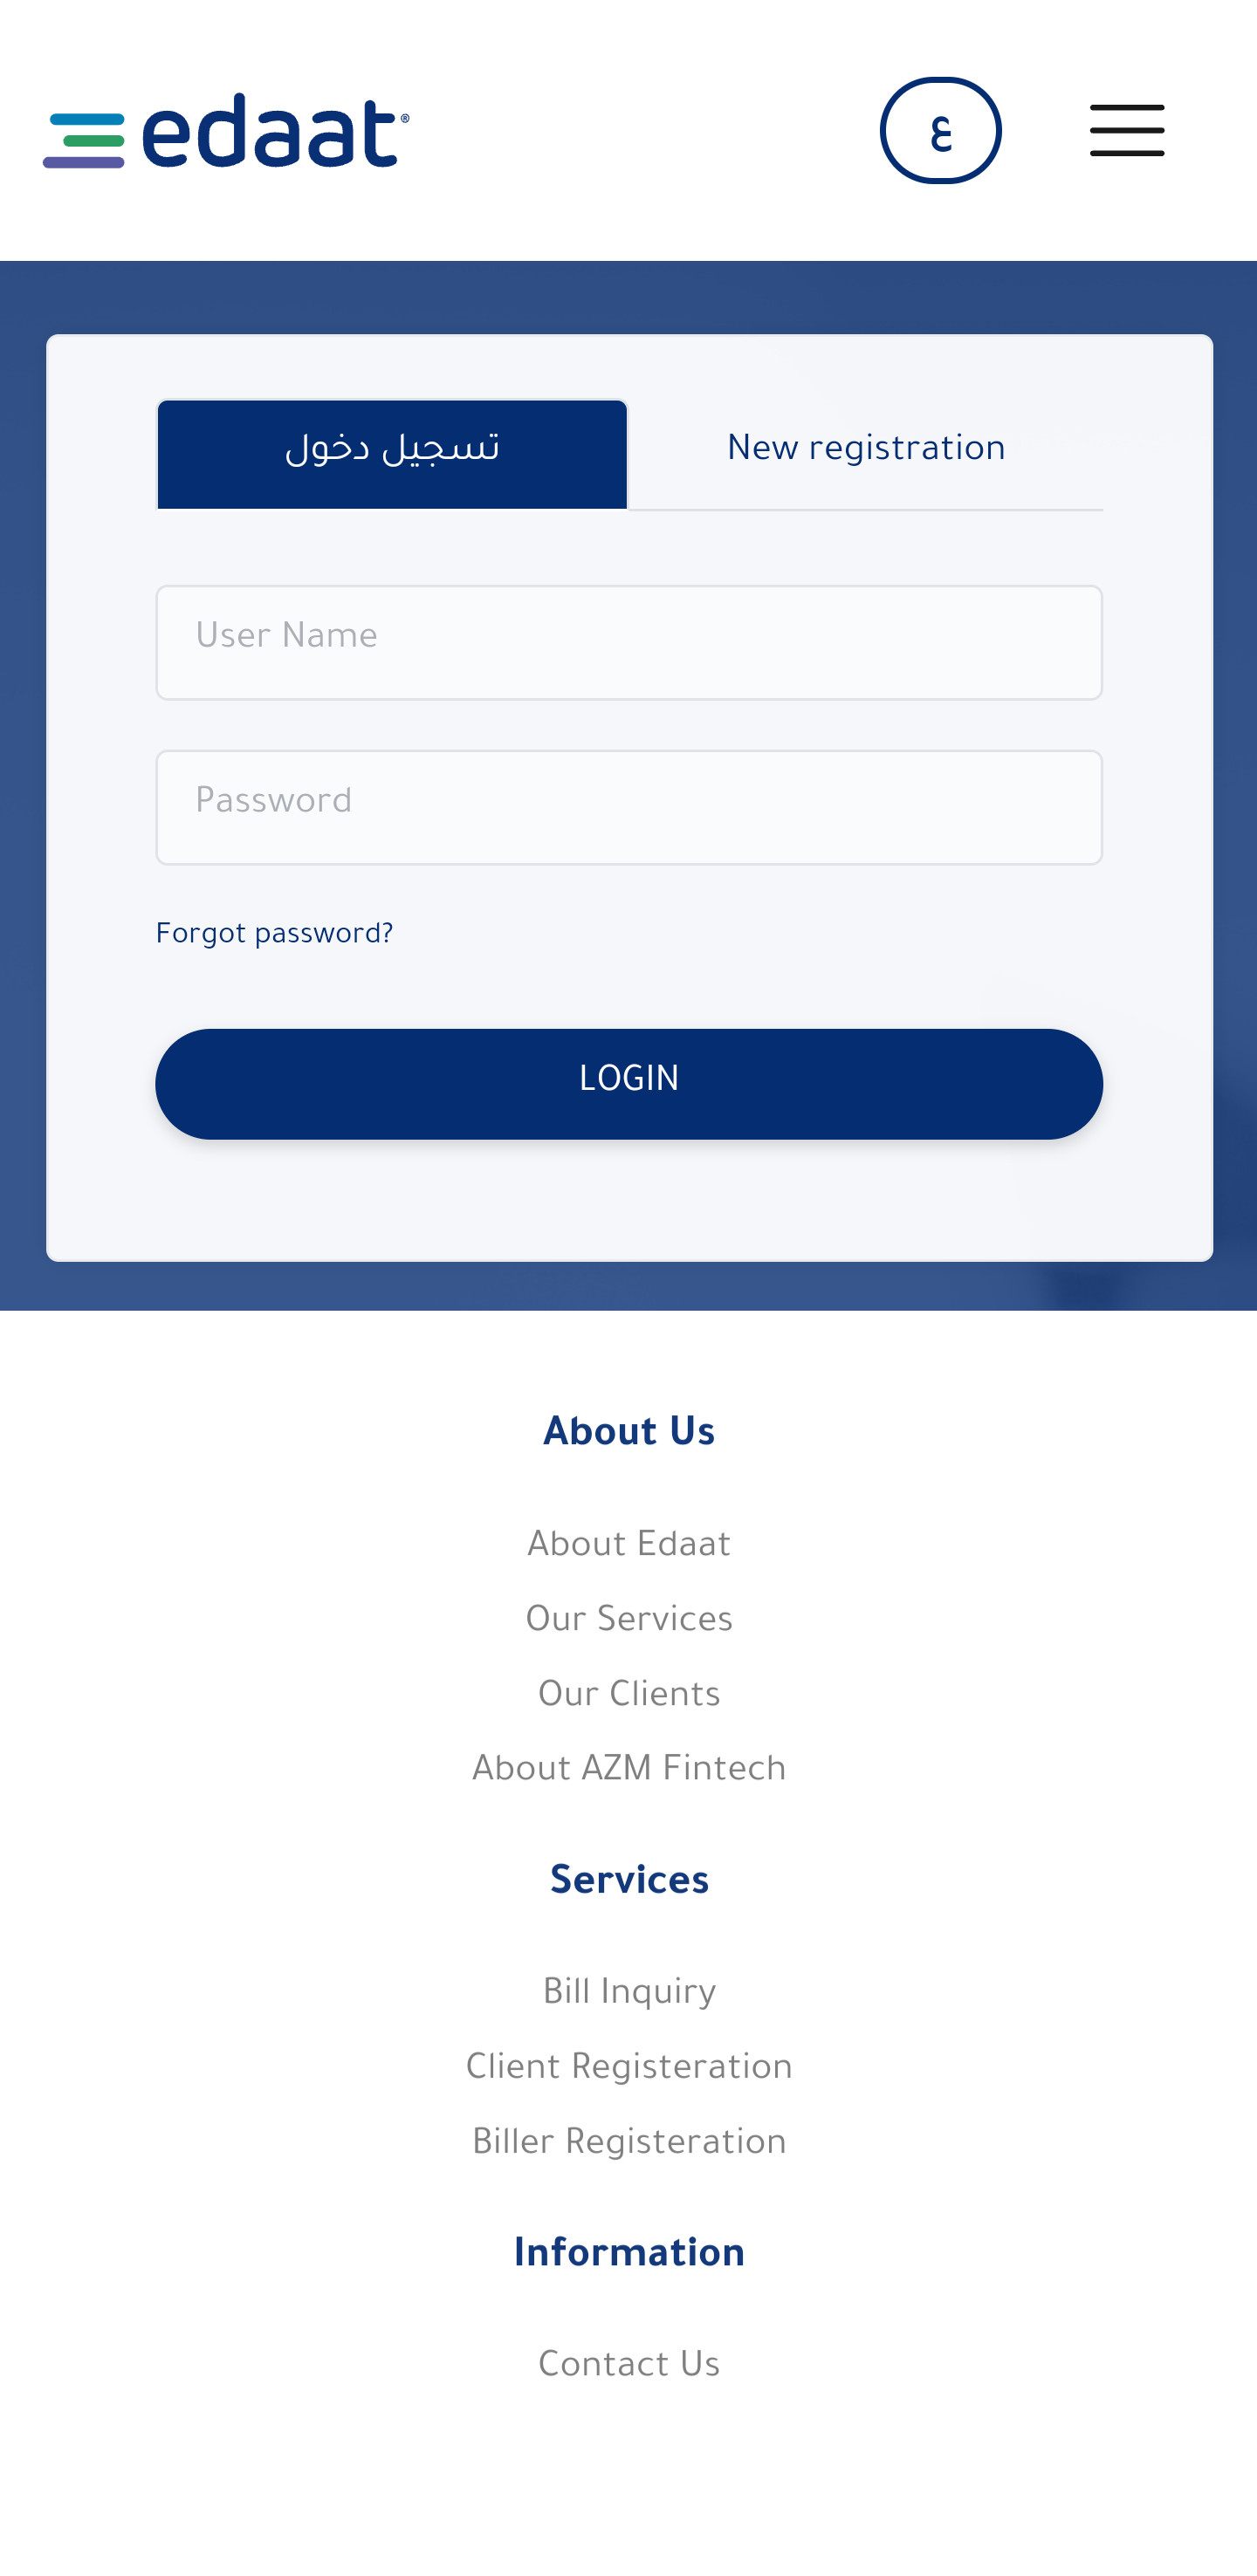 edaat®
ع
تسجيل دخول
New registration
User Name
Password
Forgot password?
LOGIN
About Us
About Edaat
Our Services
Our Clients
About AZM Fintech
Services
Bill Inquiry
Client Registeration
Biller Registeration
Information
Contact Us